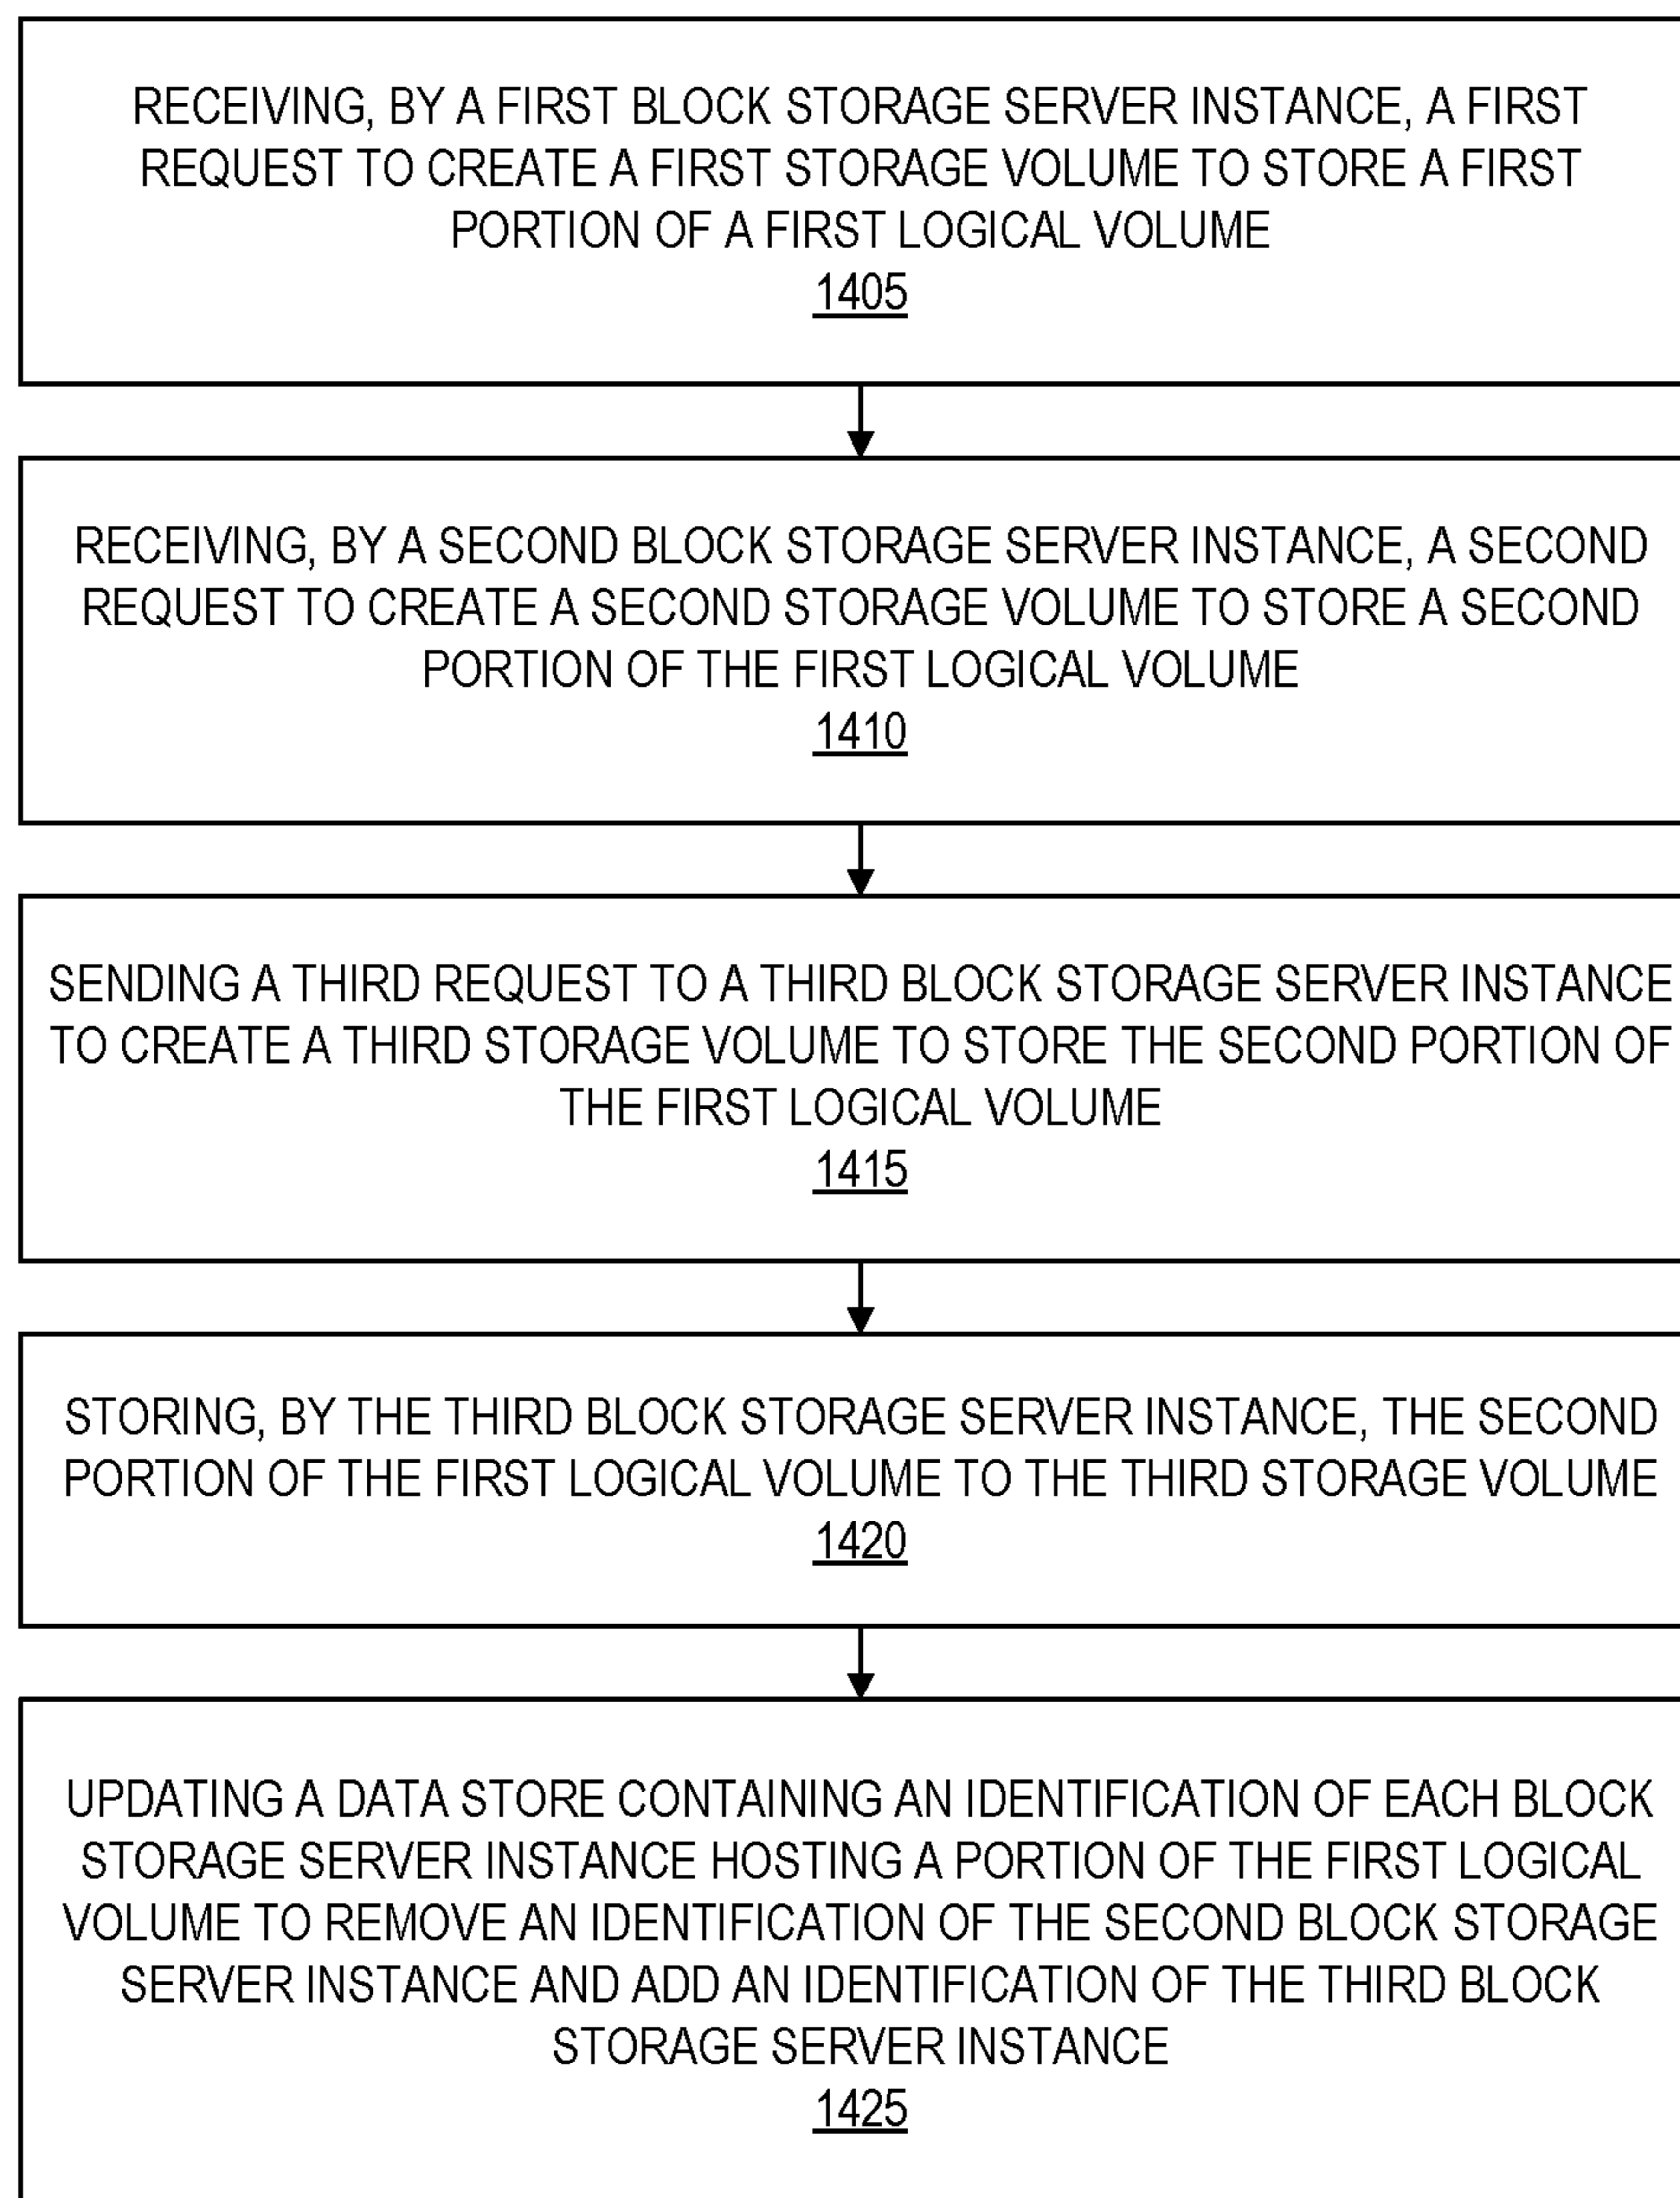 RECEIVING, BY A FIRST BLOCK STORAGE SERVER INSTANCE, A FIRST
REQUEST TO CREATE A FIRST STORAGE VOLUME TO STORE A FIRST
PORTION OF A FIRST LOGICAL VOLUME
1405
RECEIVING, BY A SECOND BLOCK STORAGE SERVER INSTANCE, A SECOND
REQUEST TO CREATE A SECOND STORAGE VOLUME TO STORE A SECOND
PORTION OF THE FIRST LOGICAL VOLUME
1410
SENDING A THIRD REQUEST TO A THIRD BLOCK STORAGE SERVER INSTANCE
TO CREATE A THIRD STORAGE VOLUME TO STORE THE SECOND PORTION OF
THE FIRST LOGICAL VOLUME
1415
STORING, BY THE THIRD BLOCK STORAGE SERVER INSTANCE, THE SECOND
PORTION OF THE FIRST LOGICAL VOLUME TO THE THIRD STORAGE VOLUME
1420
UPDATING A DATA STORE CONTAINING AN IDENTIFICATION OF EACH BLOCK
STORAGE SERVER INSTANCE HOSTING A PORTION OF THE FIRST LOGICAL
VOLUME TO REMOVE AN IDENTIFICATION OF THE SECOND BLOCK STORAGE
SERVER INSTANCE AND ADD AN IDENTIFICATION OF THE THIRD BLOCK
STORAGE SERVER INSTANCE
1425